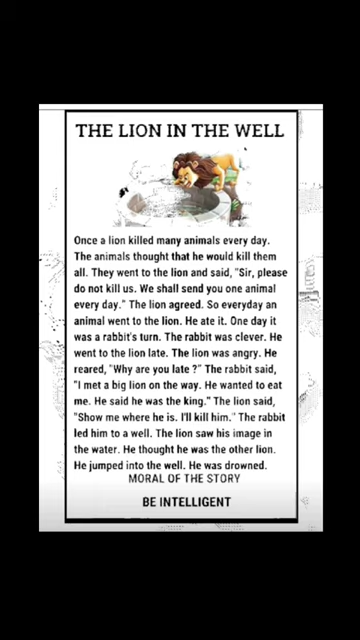 THE LION IN THE WELL
Once a lion killed many animals every day.
The animals thought that he would kill them
all. They went to the lion and said, "Sir, please
do not kill us. We shall send you one animal
every day." The lion agreed. So everyday an
animal went to the lion. He ate it. One day it
was a rabbit's turn. The rabbit was clever. He
went to the lion late. The lion was angry. He
reared, "Why are you late ?" The rabbit said,
"I met a big lion on the way. He wanted to eat
me. He said he was the king." The lion said,
"Show me where he is. I'll kill him." The rabbit
led him to a well. The lion saw his image in
the water. He thought he was the other lion.
He jumped into the well. He was drowned.
MORAL OF THE STORY
BE INTELLIGENT